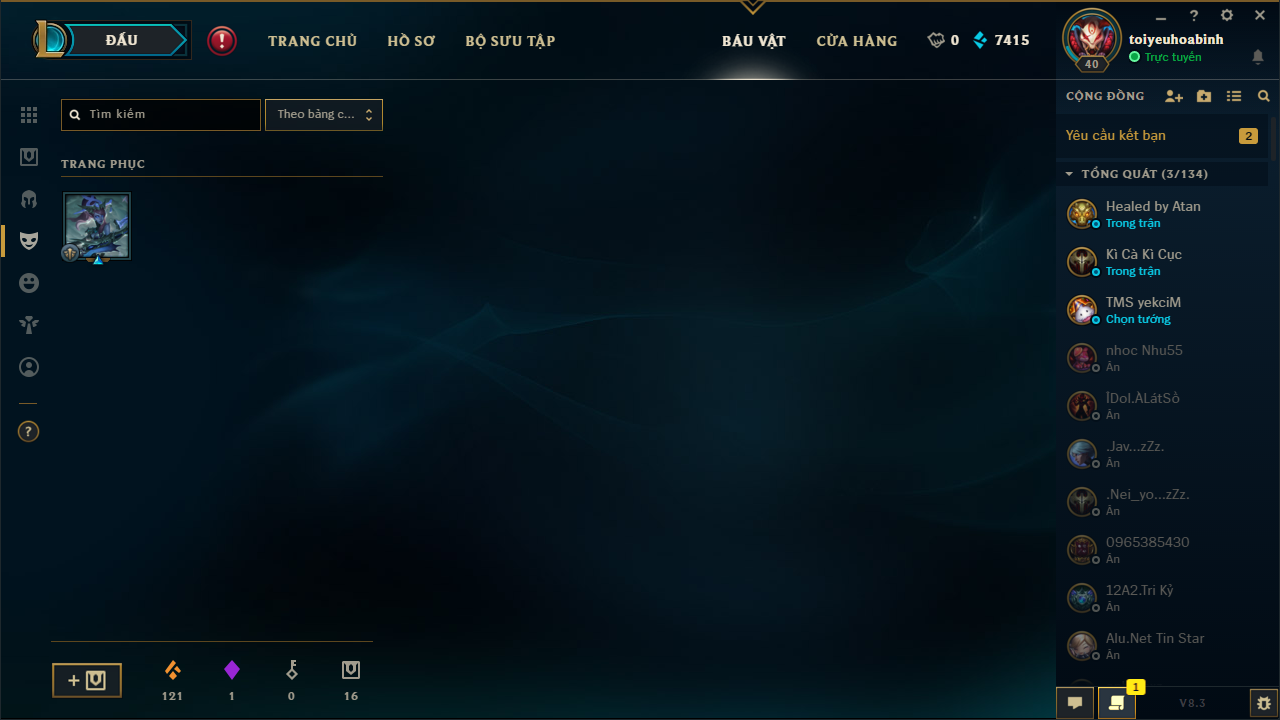 ĐẤU
TRANG CHỦ
HỒ SƠ
BỘ SƯU TẬP
BÁU VẬT
CỬA HÀNG
0
7415
40
toiyeuhoabinh
Trực tuyến
Tìm kiếm
Theo bảng c...
TRANG PHỤC
CỘNG ĐỒNG
Yêu cầu kết bạn
2
TỔNG QUÁT (3/134)
Healed by Atan
Trong trận
Kì Cà Kì Cục
Trong trận
TMS yekciM
Chọn tướng
nhoc Nhu55
Ẩn
ÌDol.ÀLátSò
Ẩn
.Jav...zZz.
Ẩn
.Nei_yo...zZz.
Ẩn
0965385430
Ẩn
12A2.Tri Kỷ
Ẩn
Alu.Net Tin Star
Ẩn
121
1
0
16
1
V8.3